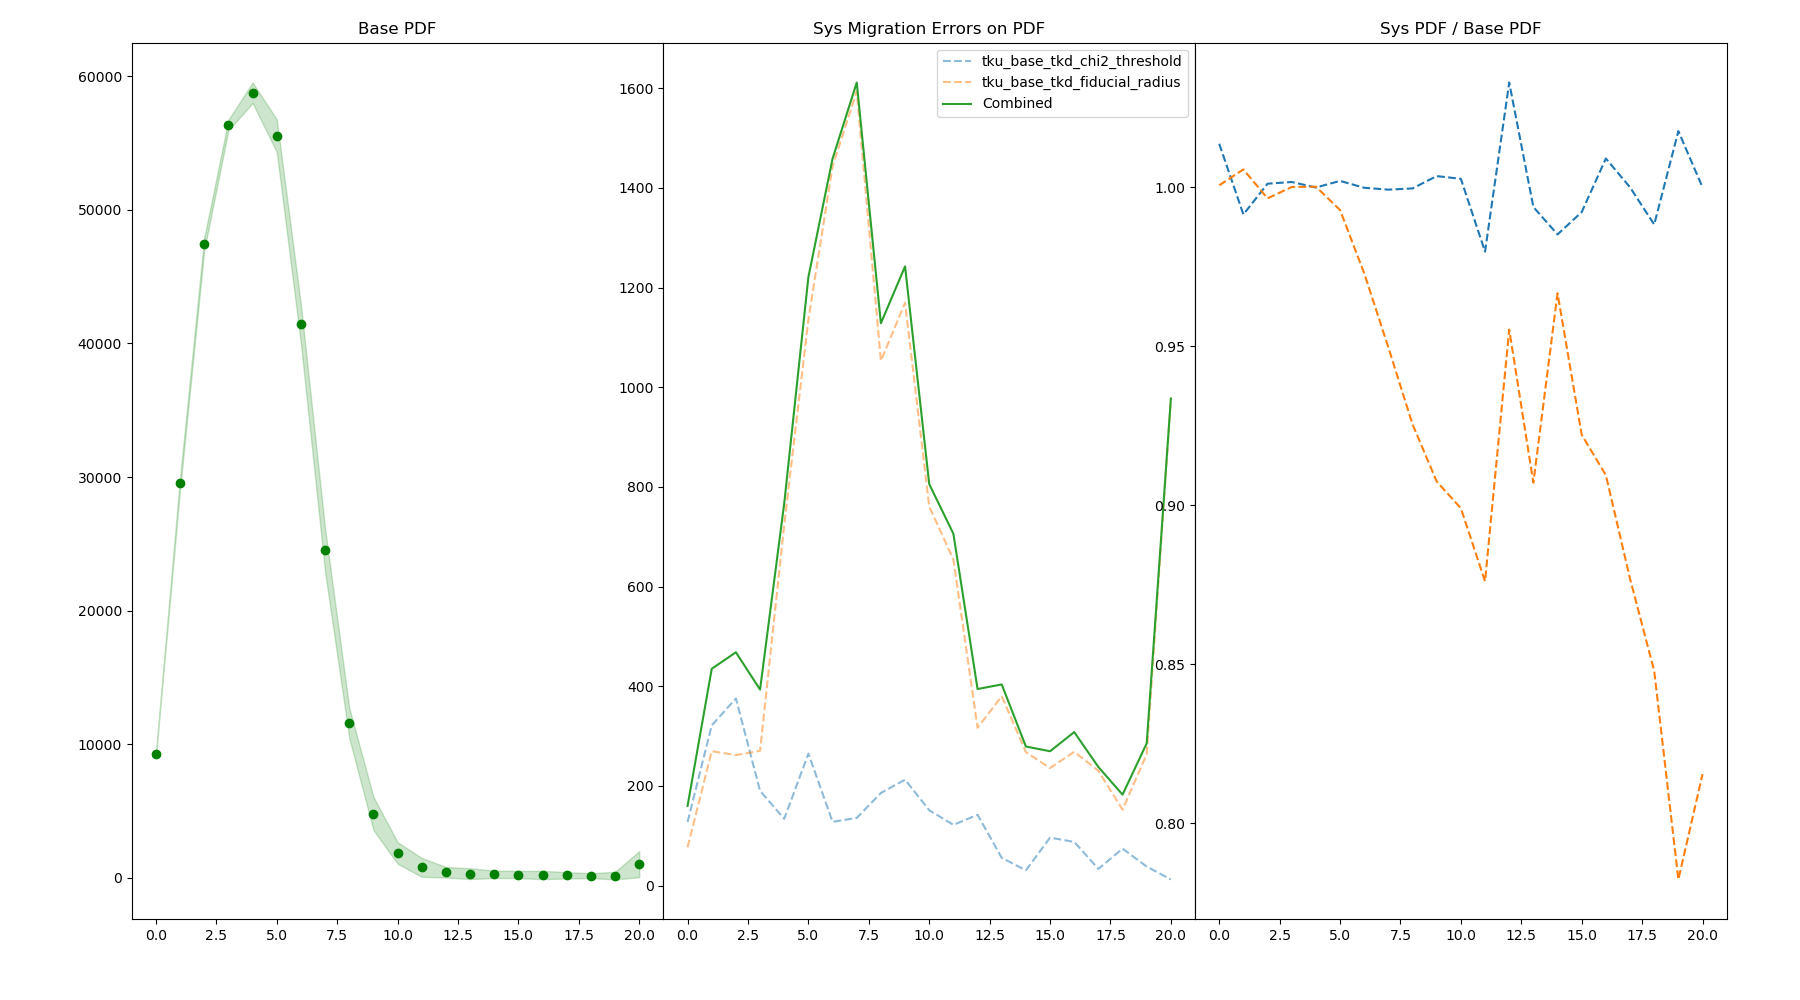 Base PDF
Sys Migration Errors on PDF
Sys PDF / Base PDF
60000
50000
40000
30000
20000
10000
0
0.0 2.5 5.0 7.5 10.0 12.5 15.0 17.5 20.0
tku_base_tkd_chi2_threshold
tku_base_tkd_fiducial_radius
Combined
1600
1400
1200
1000
800
600
400
200
0
0.0 2.5 5.0 7.5 10.0 12.5 15.0 17.5 20.0
1.00
0.95
0.90
0.85
0.80
0.0 2.5 5.0 7.5 10.0 12.5 15.0 17.5 20.0